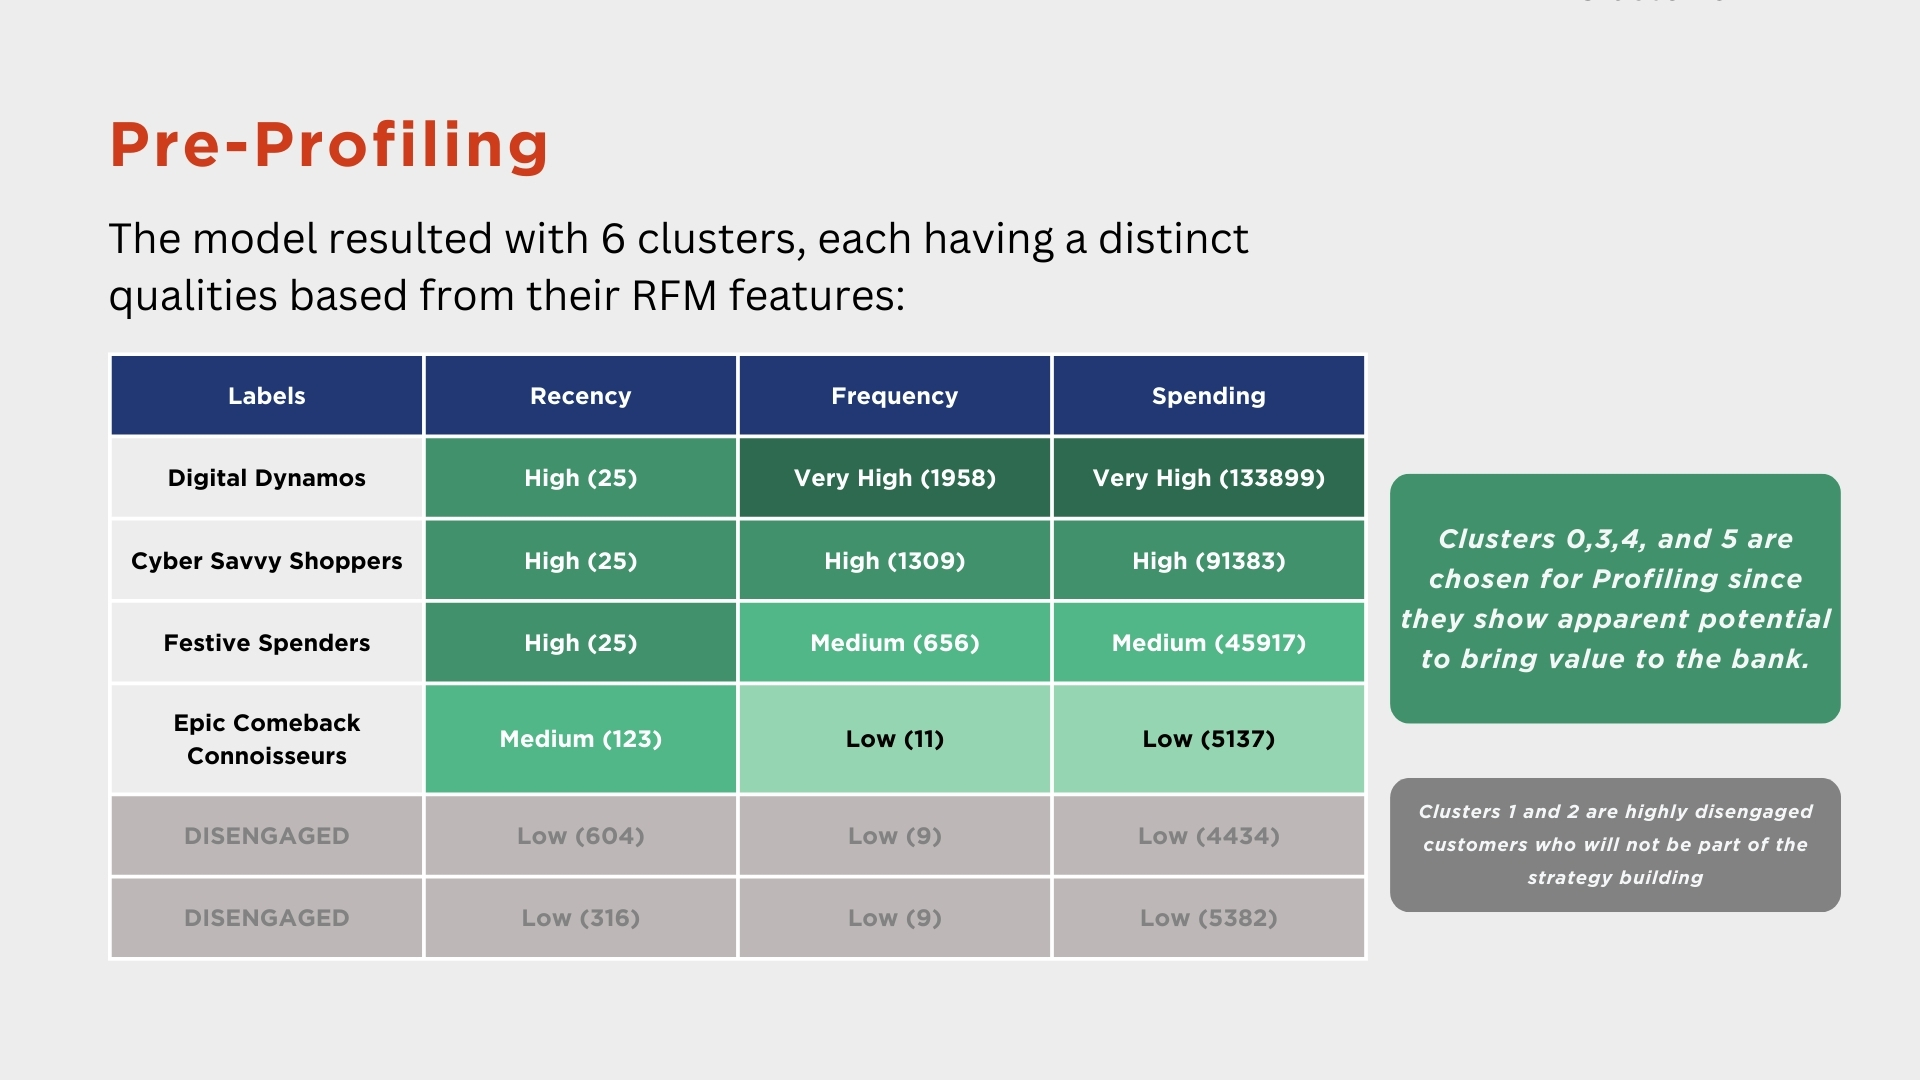 Pre-Profiling
The model resulted with 6 clusters, each having a distinct
qualities based from their RFM features:
Labels Recency Frequency Spending
Digital Dynamos High (25) Very High (1958) Very High (133899)
Cyber Savvy Shoppers High (25) High (1309) High (91383)
Festive Spenders High (25) Medium (656) Medium (45917)
Epic Comeback
Connoisseurs Medium (123) Low (11) Low (5137)
DISENGAGED Low (604) Low (9) Low (4434)
DISENGAGED Low (316) Low (9) Low (5382)
Clusters 0,3,4, and 5 are
chosen for Profiling since
they show apparent potential
to bring value to the bank.
Clusters 1 and 2 are highly disengaged
customers who will not be part of the
strategy building